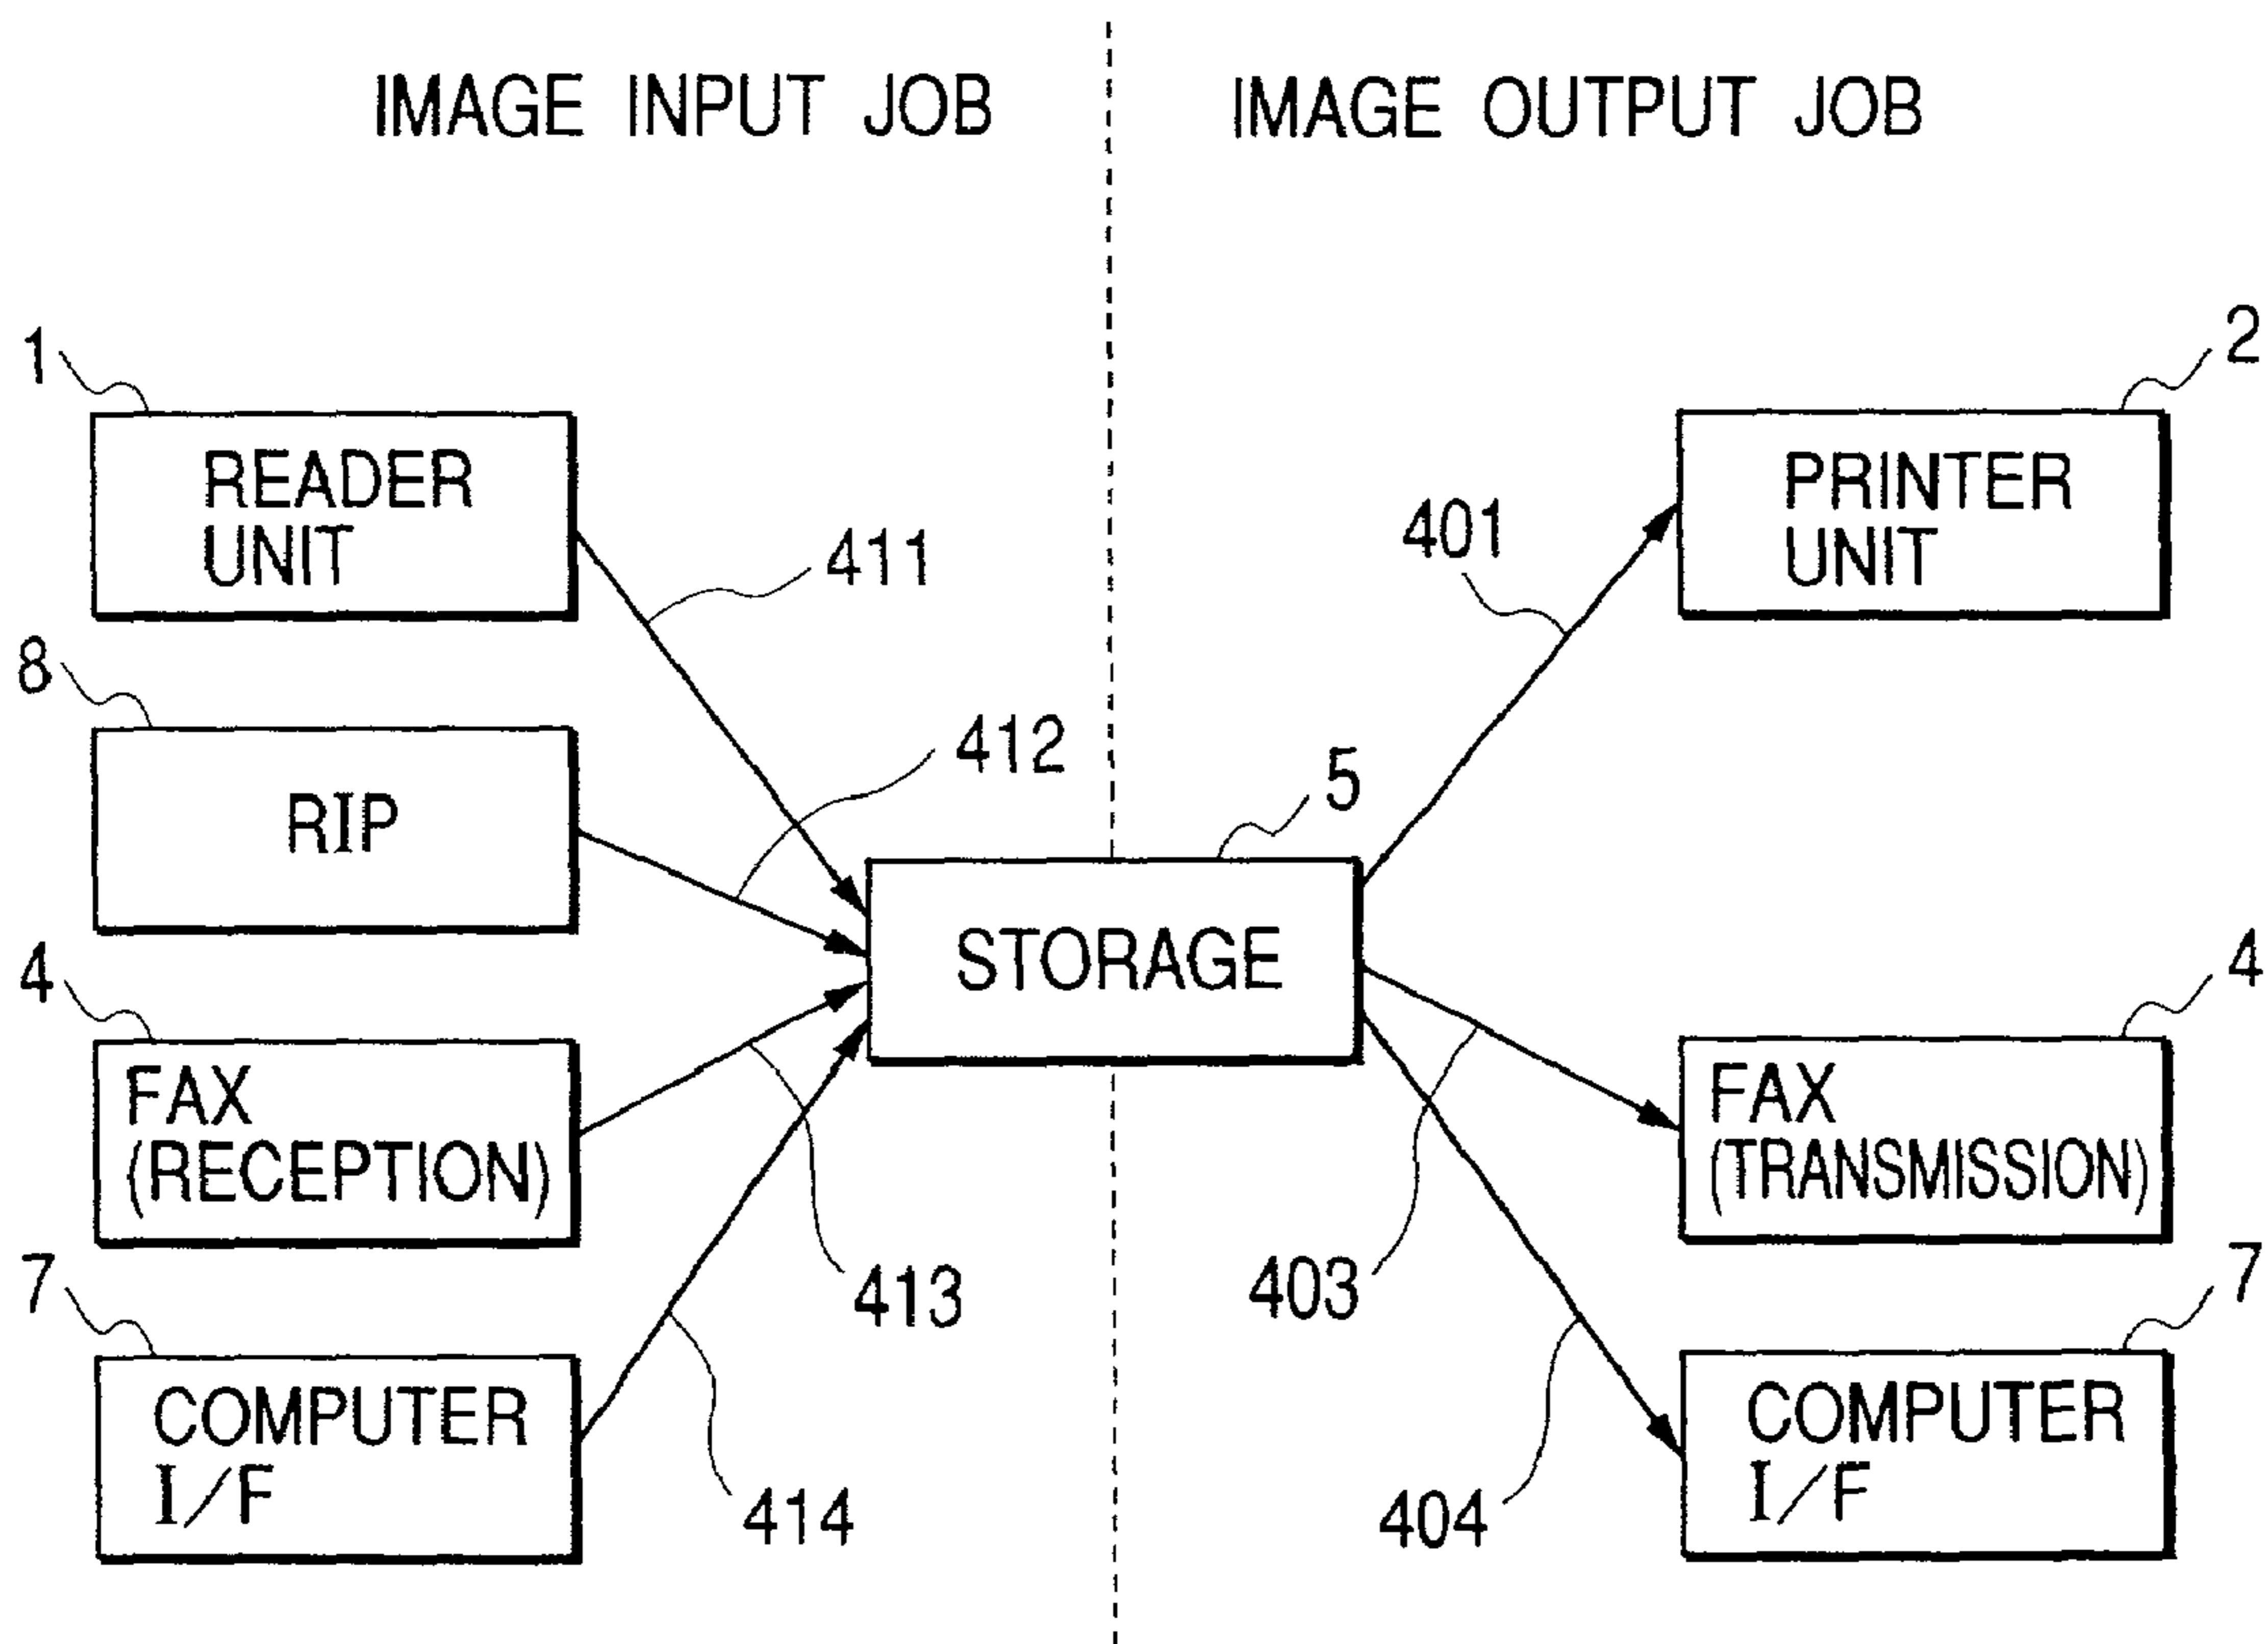 IMAGE INPUT JOB
IMAGE OUTPUT JOB
1
READER
UNIT
411
8
RIP
412
4
FAX
(RECEPTION)
413
7
COMPUTER
I/F
414
5
STORAGE
2
PRINTER
UNIT
401
4
FAX
(TRANSMISSION)
403
7
COMPUTER
I/F
404